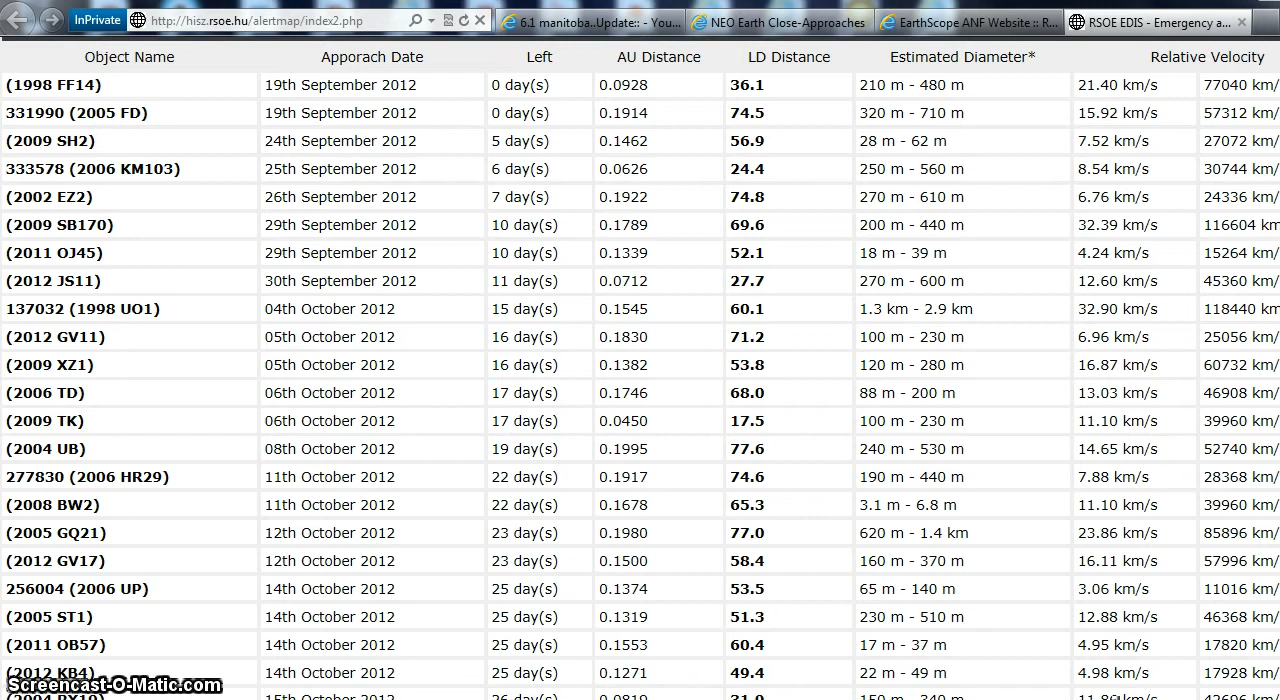 InPrivate http://hisz.rsoe.hu/alertmap/index2.php 6.1 manitoba..Update:: - You... NEO Earth Close-Approaches EarthScope ANF Website :: R... RSOE EDIS - Emergency a...
Object Name Apporach Date Left AU Distance LD Distance Estimated Diameter* Relative Velocity
(1998 FF14) 19th September 2012 0 day(s) 0.0928 36.1 210 m - 480 m 21.40 km/s 77040 km/
331990 (2005 FD) 19th September 2012 0 day(s) 0.1914 74.5 320 m - 710 m 15.92 km/s 57312 km/
(2009 SH2) 24th September 2012 5 day(s) 0.1462 56.9 28 m - 62 m 7.52 km/s 27072 km/
333578 (2006 KM103) 25th September 2012 6 day(s) 0.0626 24.4 250 m - 560 m 8.54 km/s 30744 km/
(2002 EZ2) 26th September 2012 7 day(s) 0.1922 74.8 270 m - 610 m 6.76 km/s 24336 km/
(2009 SB170) 29th September 2012 10 day(s) 0.1789 69.6 200 m - 440 m 32.39 km/s 116604 km
(2011 OJ45) 29th September 2012 10 day(s) 0.1339 52.1 18 m - 39 m 4.24 km/s 15264 km/
(2012 JS11) 30th September 2012 11 day(s) 0.0712 27.7 270 m - 600 m 12.60 km/s 45360 km/
137032 (1998 UO1) 04th October 2012 15 day(s) 0.1545 60.1 1.3 km - 2.9 km 32.90 km/s 118440 km
(2012 GV11) 05th October 2012 16 day(s) 0.1830 71.2 100 m - 230 m 6.96 km/s 25056 km/
(2009 XZ1) 05th October 2012 16 day(s) 0.1382 53.8 120 m - 280 m 16.87 km/s 60732 km/
(2006 TD) 06th October 2012 17 day(s) 0.1746 68.0 88 m - 200 m 13.03 km/s 46908 km/
(2009 TK) 06th October 2012 17 day(s) 0.0450 17.5 100 m - 230 m 11.10 km/s 39960 km/
(2004 UB) 08th October 2012 19 day(s) 0.1995 77.6 240 m - 530 m 14.65 km/s 52740 km/
277830 (2006 HR29) 11th October 2012 22 day(s) 0.1917 74.6 190 m - 440 m 7.88 km/s 28368 km/
(2008 BW2) 11th October 2012 22 day(s) 0.1678 65.3 3.1 m - 6.8 m 11.10 km/s 39960 km/
(2005 GQ21) 12th October 2012 23 day(s) 0.1980 77.0 620 m - 1.4 km 23.86 km/s 85896 km/
(2012 GV17) 12th October 2012 23 day(s) 0.1500 58.4 160 m - 370 m 16.11 km/s 57996 km/
256004 (2006 UP) 14th October 2012 25 day(s) 0.1374 53.5 65 m - 140 m 3.06 km/s 11016 km/
(2005 ST1) 14th October 2012 25 day(s) 0.1319 51.3 230 m - 510 m 12.88 km/s 46368 km/
(2011 OB57) 14th October 2012 25 day(s) 0.1553 60.4 17 m - 37 m 4.95 km/s 17820 km/
(2012 KB4) 14th October 2012 25 day(s) 0.1271 49.4 22 m - 49 m 4.98 km/s 17928 km/
Screencast-O-Matic.com
15th October 2012 26 day(s) 0.0819 31.9 150 m - 340 m